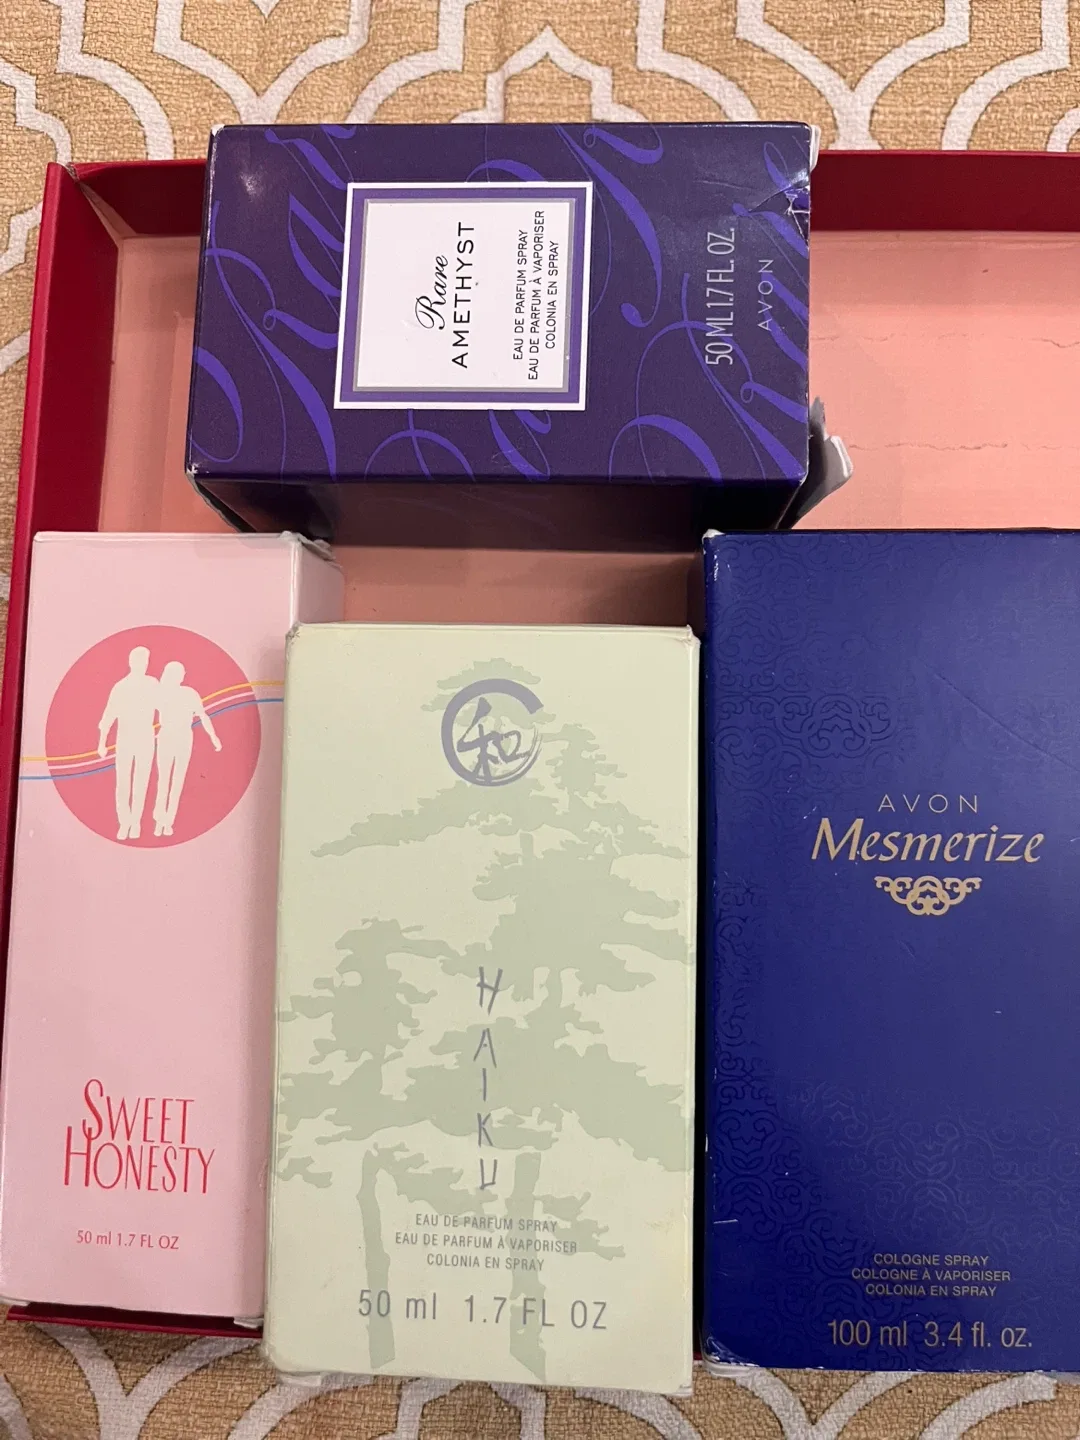 Rare
AMETHYST
EAU DE PARFUM SPRAY
EAU DE PARFUM À VAPORISER
COLONIA EN SPRAY
50 ML 1.7 FL. OZ.
AVON
SWEET
HONESTY
50 ml 1.7 FL OZ
和
HAIKU
EAU DE PARFUM SPRAY
EAU DE PARFUM À VAPORISER
COLONIA EN SPRAY
50 ml 1.7 FL OZ
AVON
Mesmerize
COLOGNE SPRAY
COLOGNE À VAPORISER
COLONIA EN SPRAY
100 ml 3.4 fl. oz.